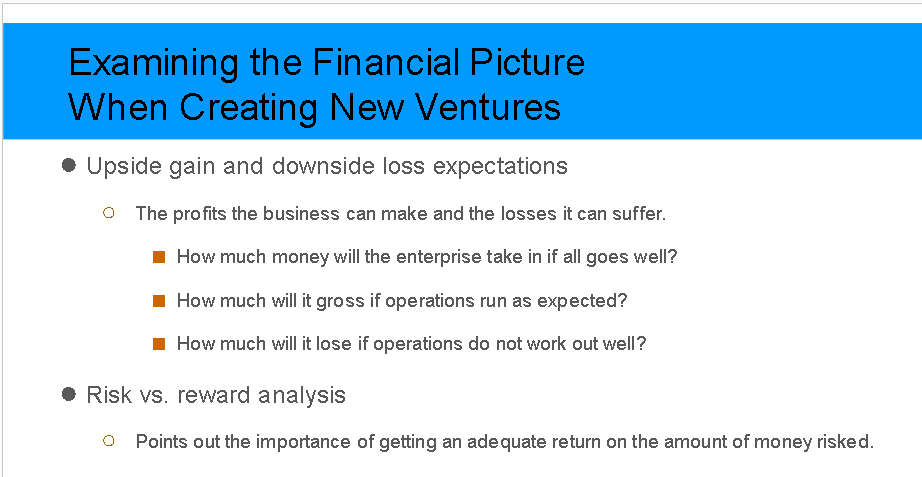 Examining the Financial Picture
When Creating New Ventures
Upside gain and downside loss expectations
The profits the business can make and the losses it can suffer.
How much money will the enterprise take in if all goes well?
How much will it gross if operations run as expected?
How much will it lose if operations do not work out well?
Risk vs. reward analysis
Points out the importance of getting an adequate return on the amount of money risked.